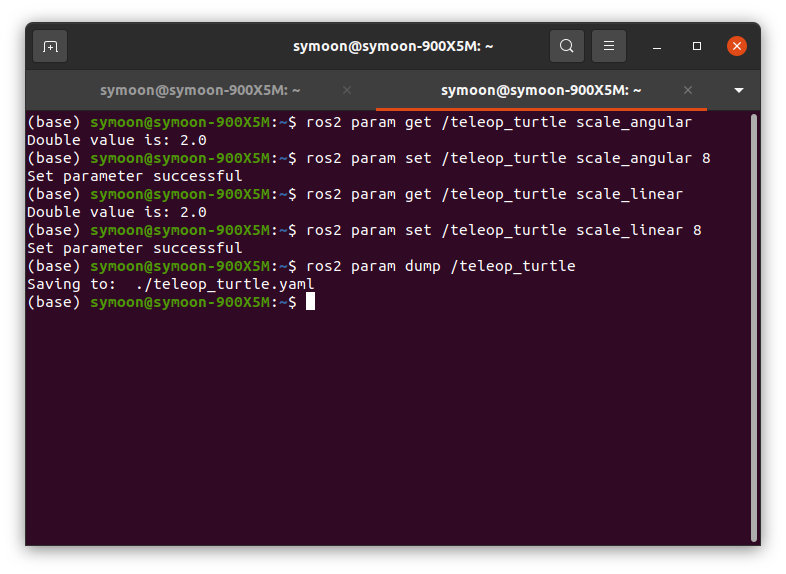 symoon@symoon-900X5M: ~
symoon@symoon-900X5M: ~
symoon@symoon-900X5M: ~
(base) symoon@symoon-900X5M:~$ ros2 param get /teleop_turtle scale_angular
Double value is: 2.0
(base) symoon@symoon-900X5M:~$ ros2 param set /teleop_turtle scale_angular 8
Set parameter successful
(base) symoon@symoon-900X5M:~$ ros2 param get /teleop_turtle scale_linear
Double value is: 2.0
(base) symoon@symoon-900X5M:~$ ros2 param set /teleop_turtle scale_linear 8
Set parameter successful
(base) symoon@symoon-900X5M:~$ ros2 param dump /teleop_turtle
Saving to:  ./teleop_turtle.yaml
(base) symoon@symoon-900X5M:~$